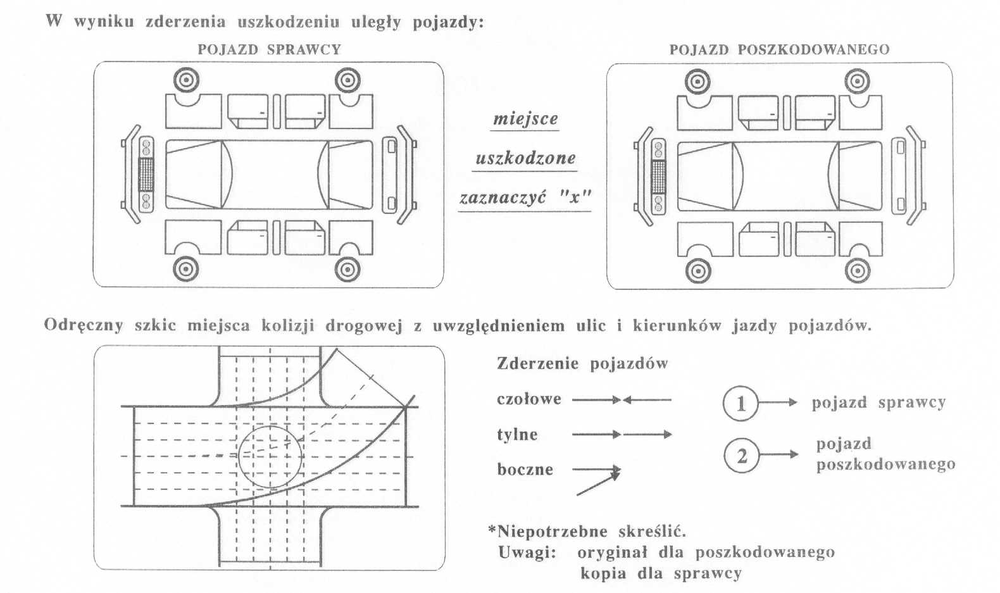 W wyniku zderzenia uszkodzeniu uległy pojazdy:
POJAZD SPRAWCY
POJAZD POSZKODOWANEGO
miejsce
uszkodzone
zaznaczyć "x"
Odręczny szkic miejsca kolizji drogowej z uwzględnieniem ulic i kierunków jazdy pojazdów.
Zderzenie pojazdów
czołowe
tylne
boczne
1 pojazd sprawcy
2 pojazd
poszkodowanego
*Niepotrzebne skreślić.
Uwagi: oryginał dla poszkodowanego
kopia dla sprawcy